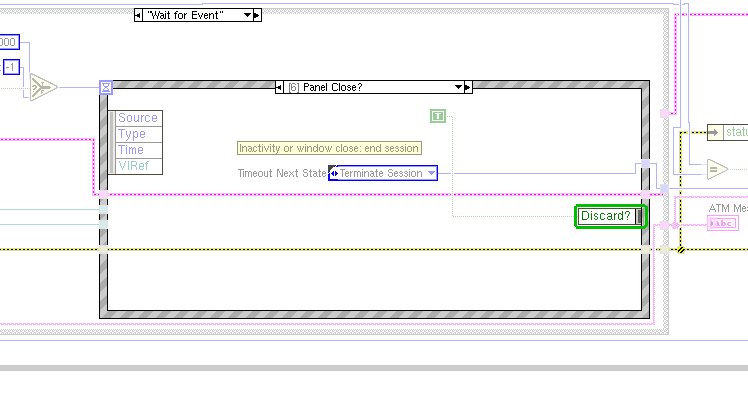 "Wait for Event"
000
-1
[6] Panel Close?
Source
Type
Time
VIRef
T
Inactivity or window close: end session
Timeout Next State
Terminate Session
Discard?
statu
=
ATM Me
abc